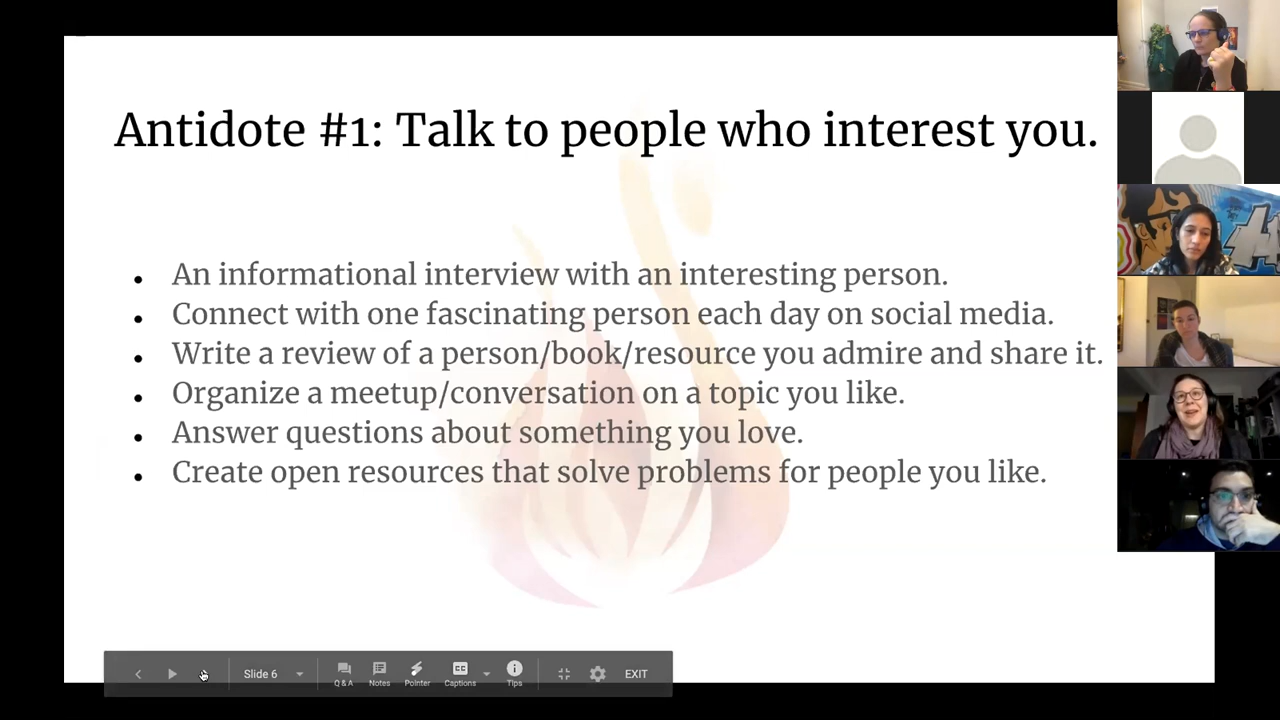 Antidote #1: Talk to people who interest you.
An informational interview with an interesting person.
Connect with one fascinating person each day on social media.
Write a review of a person/book/resource you admire and share it.
Organize a meetup/conversation on a topic you like.
Answer questions about something you love.
Create open resources that solve problems for people you like.
Slide 6
Q & A
Notes
Pointer
CC
Captions
Tips
EXIT